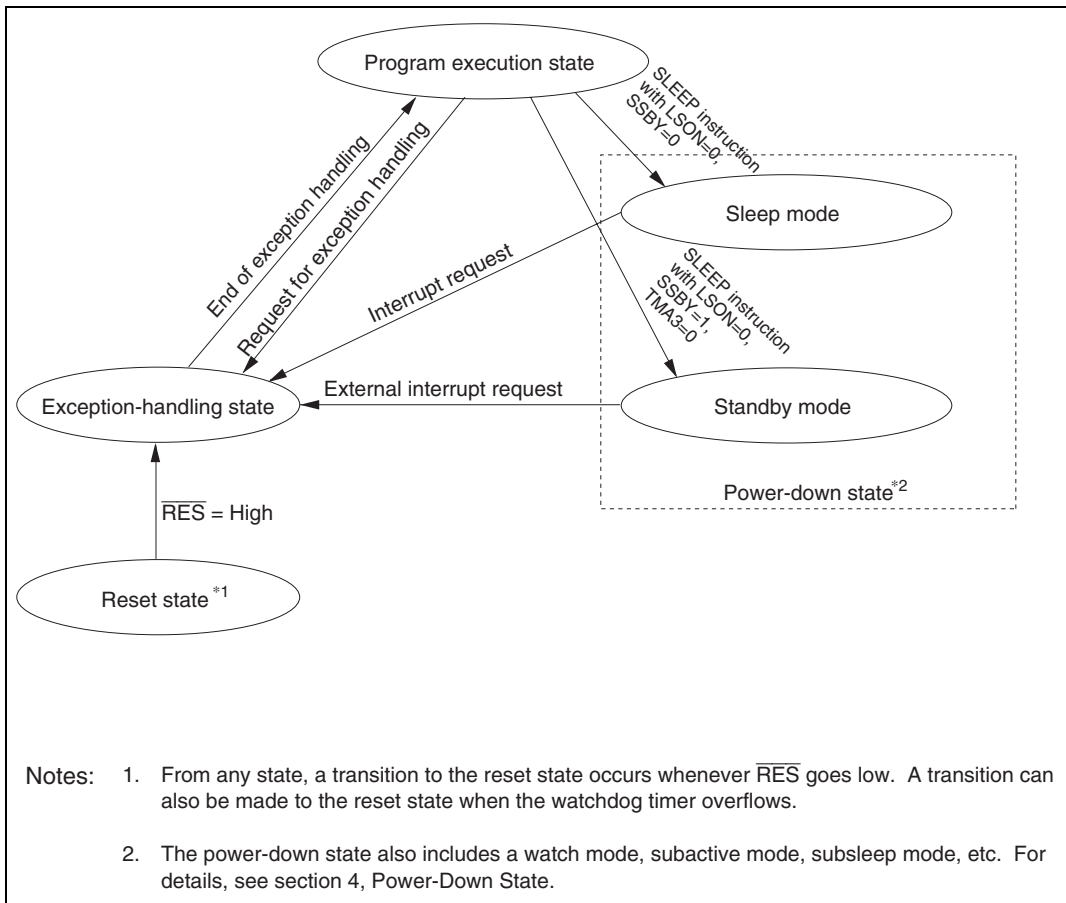 Program execution state
SLEEP instruction
with LSON=0,
SSBY=0
End of exception handling
Request for exception handling
Sleep mode
Interrupt request
SLEEP instruction
with LSON=0,
SSBY=1,
TMA3=0
Exception-handling state
External interrupt request
Standby mode
Power-down state*2
R̅E̅S̅ = High
Reset state *1
Notes: 1. From any state, a transition to the reset state occurs whenever R̅E̅S̅ goes low. A transition can
also be made to the reset state when the watchdog timer overflows.
2. The power-down state also includes a watch mode, subactive mode, subsleep mode, etc. For
details, see section 4, Power-Down State.